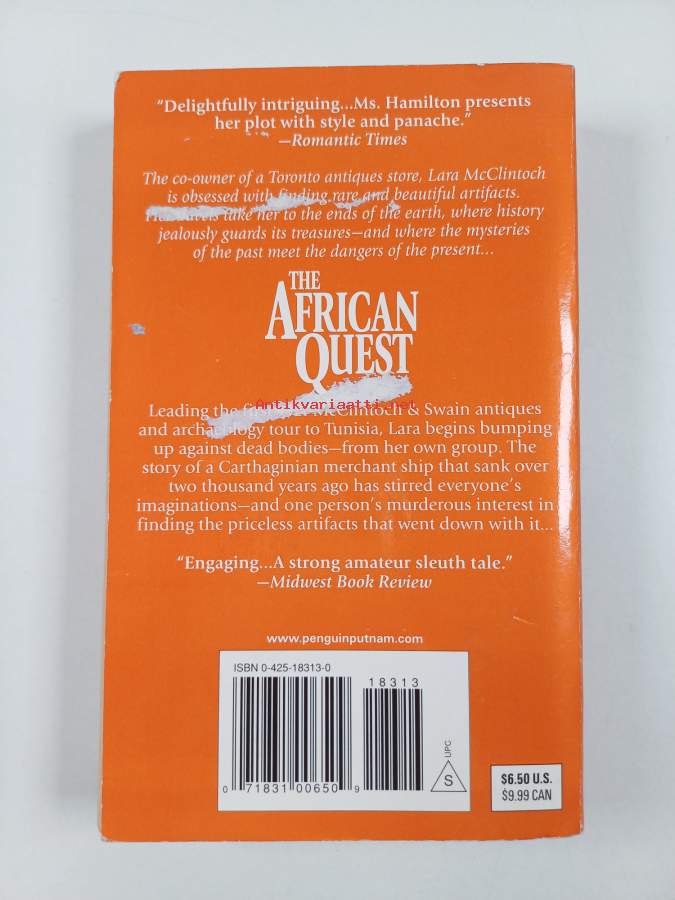 “Delightfully intriguing...Ms. Hamilton presents
her plot with style and panache.”
—Romantic Times
The co-owner of a Toronto antiques store, Lara McClintoch
is obsessed with finding rare and beautiful artifacts.
take her to the ends of the earth, where history
jealously guards its treasures—and where the mysteries
of the past meet the dangers of the present...
THE
AFRICAN
QUEST
Antikvariaatti.net
Leading the McClintoch & Swain antiques
and archaeology tour to Tunisia, Lara begins bumping
up against dead bodies—from her own group. The
story of a Carthaginian merchant ship that sank over
two thousand years ago has stirred everyone’s
imaginations—and one person’s murderous interest in
finding the priceless artifacts that went down with it...
“Engaging...A strong amateur sleuth tale.”
—Midwest Book Review
www.penguinputnam.com
ISBN 0-425-18313-0
18313
0 71831 00650 9
UPC
S
$6.50 U.S.
$9.99 CAN